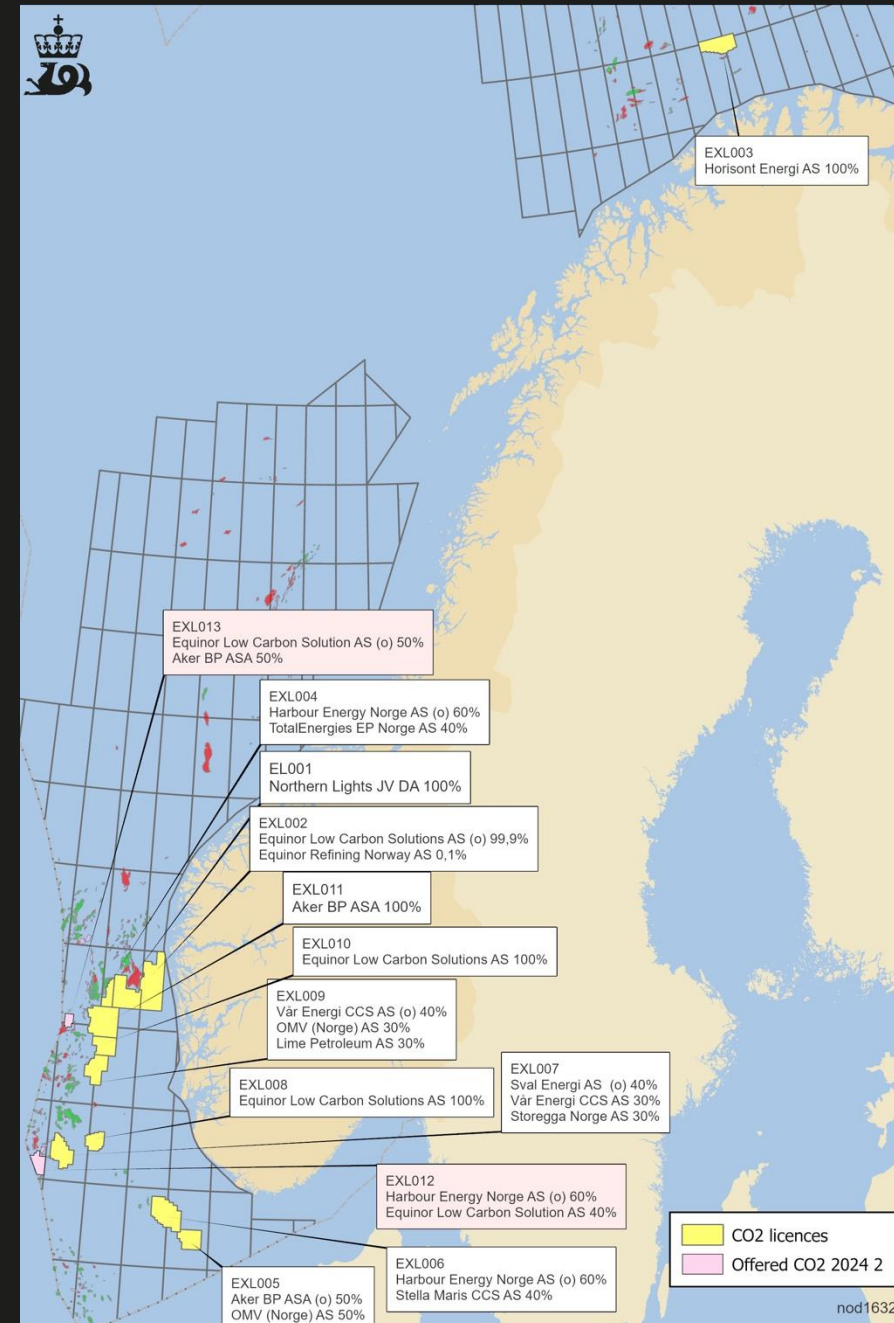 EXL003
Horisont Energi AS 100%
EXL013
Equinor Low Carbon Solution AS (o) 50%
Aker BP ASA 50%
EXL004
Harbour Energy Norge AS (o) 60%
TotalEnergies EP Norge AS 40%
EL001
Northern Lights JV DA 100%
EXL002
Equinor Low Carbon Solutions AS (o) 99,9%
Equinor Refining Norway AS 0,1%
EXL011
Aker BP ASA 100%
EXL010
Equinor Low Carbon Solutions AS 100%
EXL009
Vår Energi CCS AS (o) 40%
OMV (Norge) AS 30%
Lime Petroleum AS 30%
EXL007
Sval Energi AS (o) 40%
Vår Energi CCS AS 30%
Storegga Norge AS 30%
EXL008
Equinor Low Carbon Solutions AS 100%
EXL012
Harbour Energy Norge AS (o) 60%
Equinor Low Carbon Solution AS 40%
EXL006
Harbour Energy Norge AS (o) 60%
Stella Maris CCS AS 40%
EXL005
Aker BP ASA (o) 50%
OMV (Norge) AS 50%
CO2 licences
Offered CO2 2024 2
nod1632